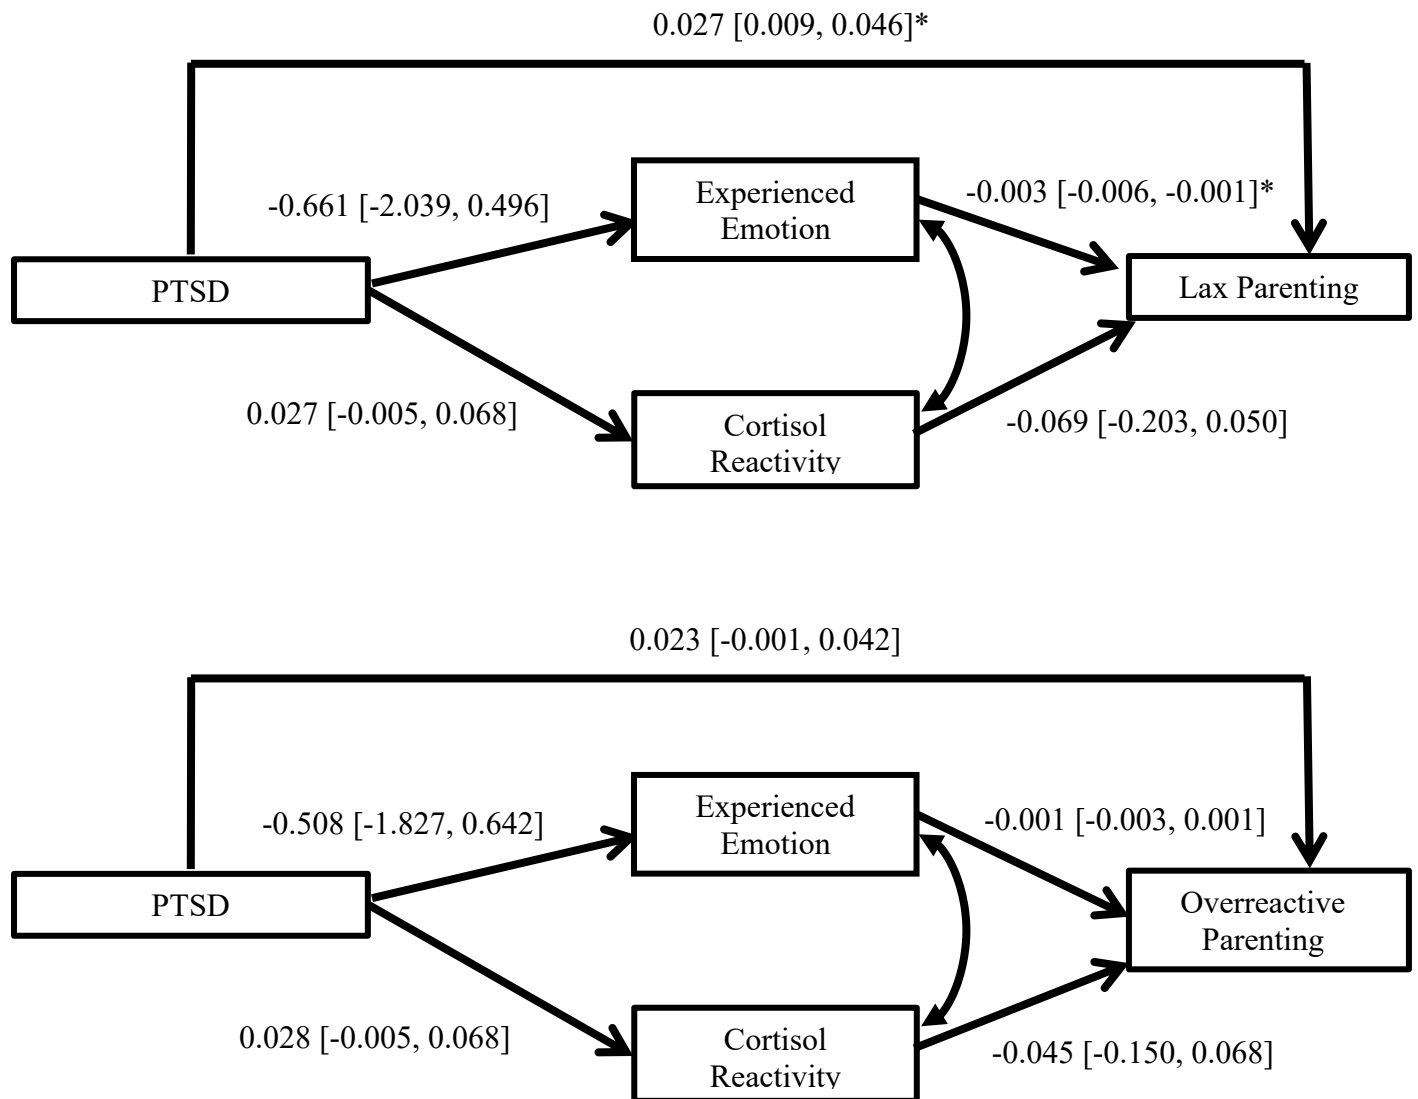 0.027 [0.009, 0.046]*
-0.661 [-2.039, 0.496]
Experienced
Emotion
-0.003 [-0.006, -0.001]*
PTSD
Lax Parenting
0.027 [-0.005, 0.068]
Cortisol
Reactivity
-0.069 [-0.203, 0.050]
0.023 [-0.001, 0.042]
-0.508 [-1.827, 0.642]
Experienced
Emotion
-0.001 [-0.003, 0.001]
PTSD
Overreactive
Parenting
0.028 [-0.005, 0.068]
Cortisol
Reactivity
-0.045 [-0.150, 0.068]